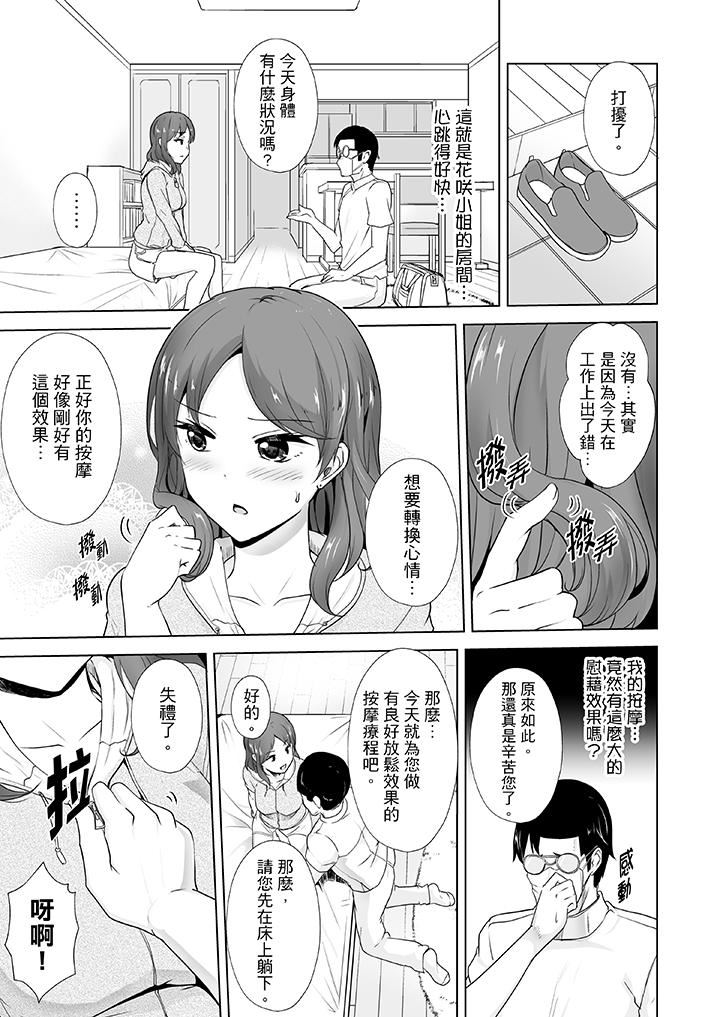 打擾了。
這就是花咲小姐的房間…
心跳得好快…
今天身體
有什麼狀況嗎？
……
沒有…其實
是因為今天在
工作上出了錯…
撥弄
撥弄
想要轉換心情…
正好你的按摩
好像剛好有
這個效果…
撥動
撥動
我的按摩…
竟然有這麼大的
慰藉效果嗎？
原來如此。
那還真是辛苦您了。
感動
那麼…
今天就為您做
有良好放鬆效果的
按摩療程吧。
好的。
那麼，
請您先在床上躺下。
失禮了。
拉
呀啊！